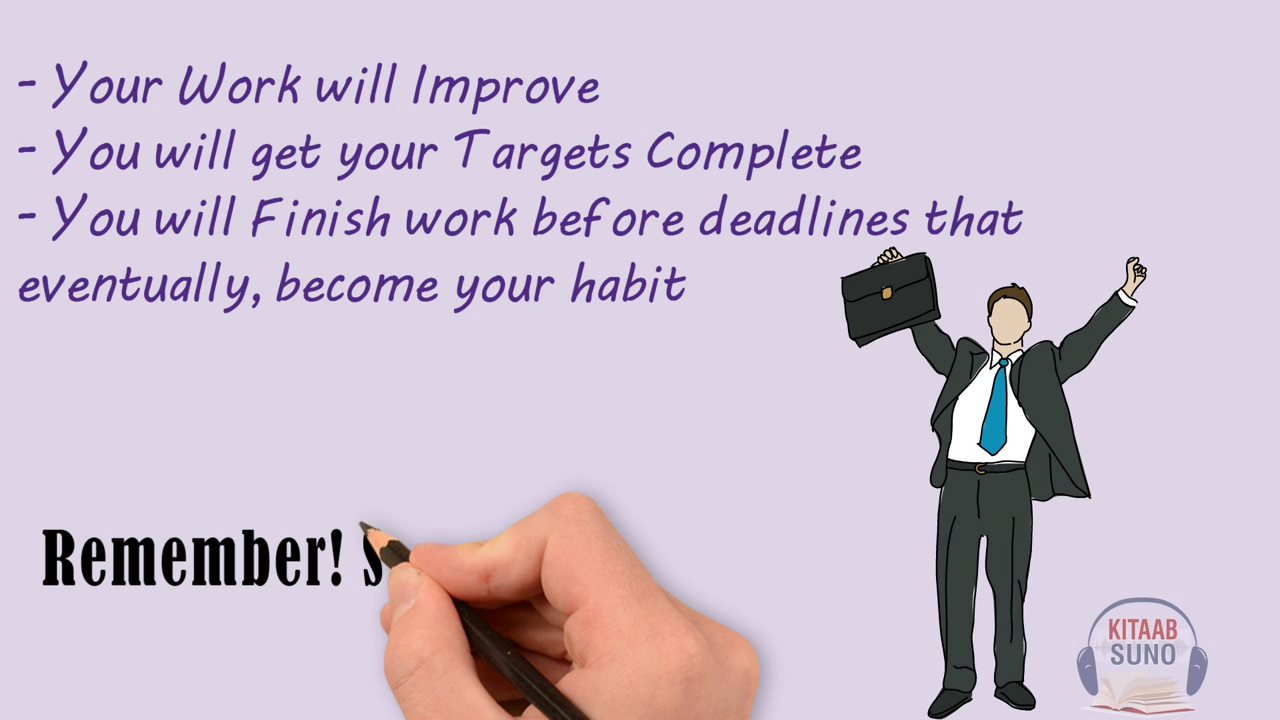 - Your Work will Improve
- You will get your Targets Complete
- You will Finish work before deadlines that
eventually, become your habit
Remember!
KITAAB
SUNO